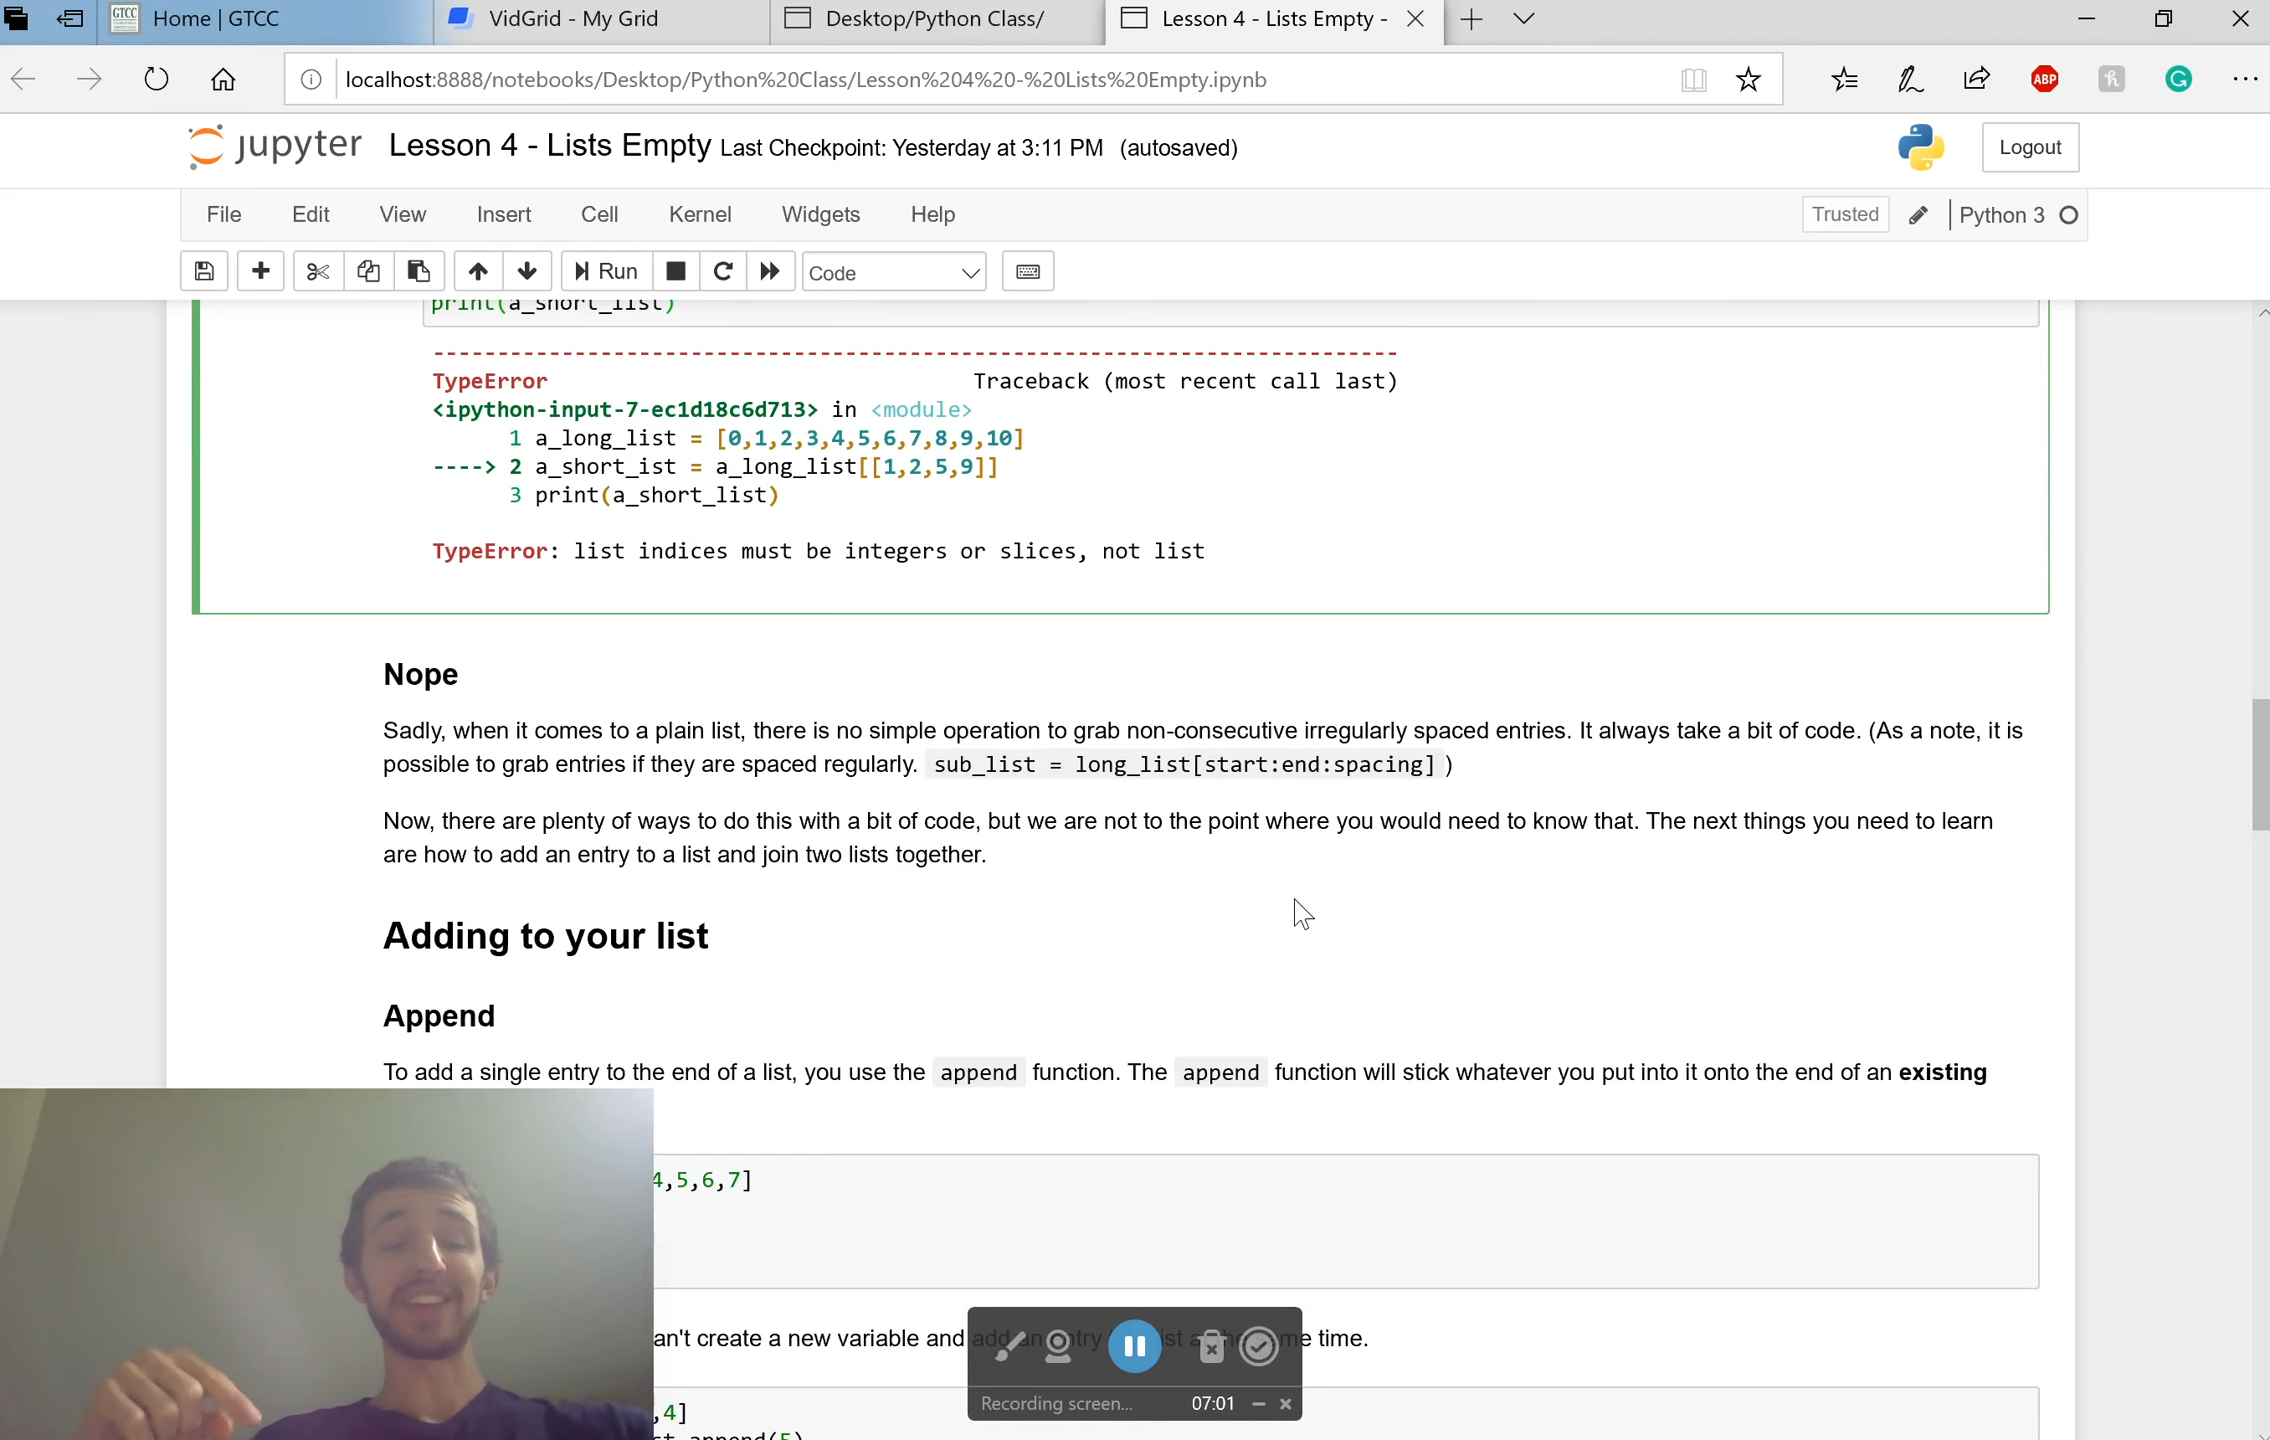 Home | GTCC
VidGrid - My Grid
Desktop/Python Class/
Lesson 4 - Lists Empty -
localhost:8888/notebooks/Desktop/Python%20Class/Lesson%204%20-%20Lists%20Empty.ipynb
ABP
jupyter Lesson 4 - Lists Empty Last Checkpoint: Yesterday at 3:11 PM (autosaved)
Logout
File Edit View Insert Cell Kernel Widgets Help
Trusted Python 3
Run Code
print(a_short_list)
---------------------------------------------------------------------------
TypeError Traceback (most recent call last)
<ipython-input-7-ec1d18c6d713> in <module>
1 a_long_list = [0,1,2,3,4,5,6,7,8,9,10]
----> 2 a_short_ist = a_long_list[[1,2,5,9]]
3 print(a_short_list)
TypeError: list indices must be integers or slices, not list
Nope
Sadly, when it comes to a plain list, there is no simple operation to grab non-consecutive irregularly spaced entries. It always take a bit of code. (As a note, it is
possible to grab entries if they are spaced regularly. sub_list = long_list[start:end:spacing] )
Now, there are plenty of ways to do this with a bit of code, but we are not to the point where you would need to know that. The next things you need to learn
are how to add an entry to a list and join two lists together.
Adding to your list
Append
To add a single entry to the end of a list, you use the append function. The append function will stick whatever you put into it onto the end of an existing
4,5,6,7]
an't create a new variable and add an entry time.
Recording screen... 07:01
,4]
append(5)